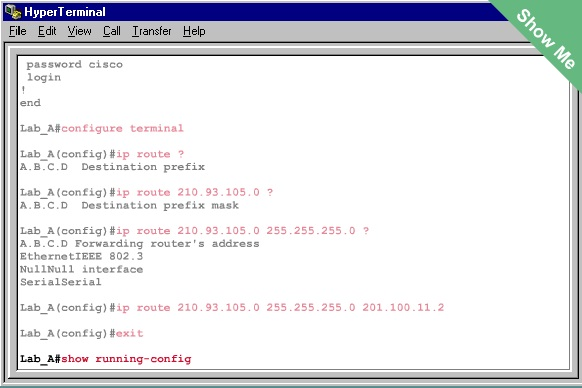 HyperTerminal
File Edit View Call Transfer Help
Show Me
password cisco
login
!
end
Lab_A#configure terminal
Lab_A(config)#ip route ?
A.B.C.D  Destination prefix
Lab_A(config)#ip route 210.93.105.0 ?
A.B.C.D  Destination prefix mask
Lab_A(config)#ip route 210.93.105.0 255.255.255.0 ?
A.B.C.D Forwarding router's address
EthernetIEEE 802.3
NullNull interface
SerialSerial
Lab_A(config)#ip route 210.93.105.0 255.255.255.0 201.100.11.2
Lab_A(config)#exit
Lab_A#show running-config